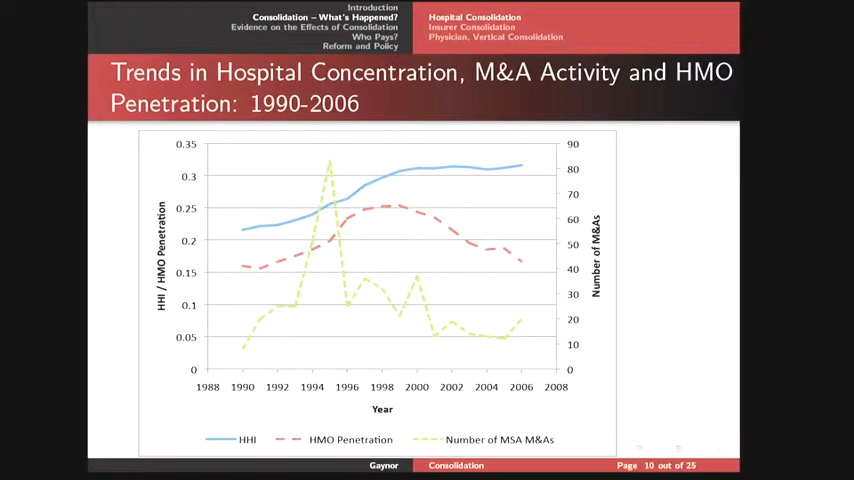 Introduction
Consolidation – What's Happened?
Evidence on the Effects of Consolidation
Who Pays?
Reform and Policy
Hospital Consolidation
Insurer Consolidation
Physician, Vertical Comsolidation
Trends in Hospital Concentration, M&A Activity and HMO
Penetration: 1990-2006
0.35
0.3
0.25
0.2
0.15
0.1
0.05
0
HHI / HMO Penetration
90
80
70
60
50
40
30
20
10
0
Number of M&As
1988 1990 1992 1994 1996 1998 2000 2002 2004 2006 2008
Year
HHI HMO Penetration Number of MSA M&As
Gaynor Consolidation Page 10 out of 25